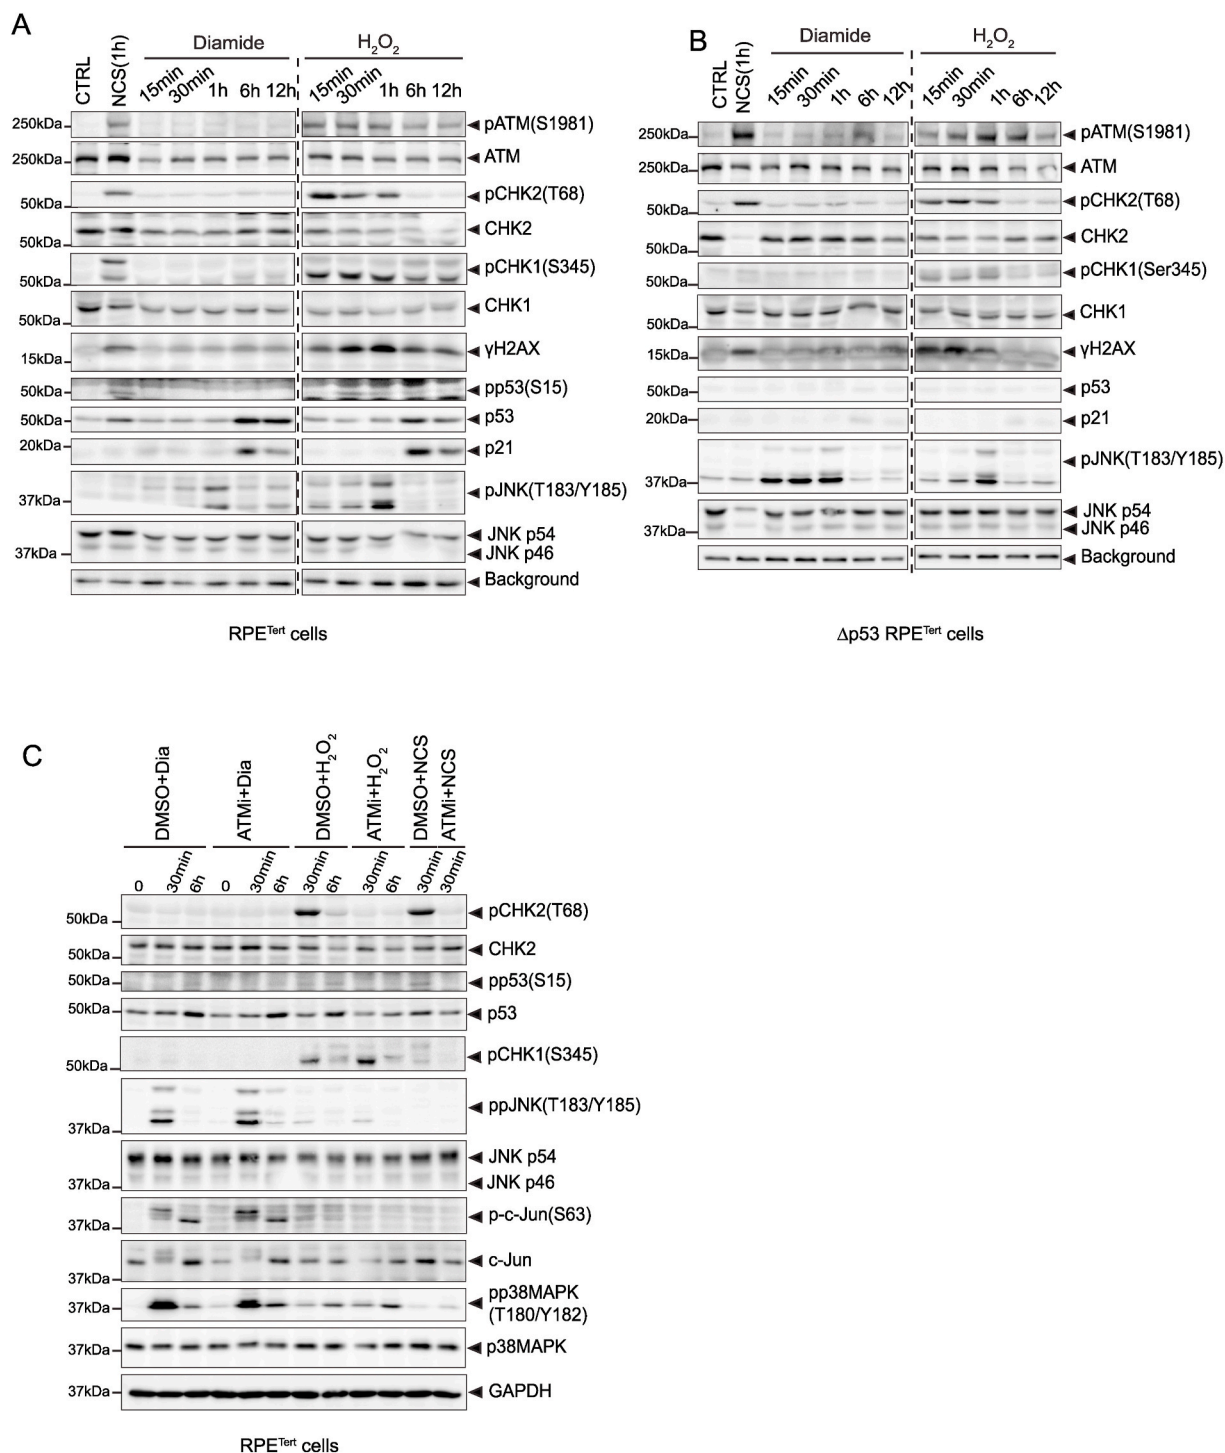 A
Diamide
H2O2
CTRL
NCS(1h)
15min
30min
1h
6h
12h
15min
30min
1h
6h
12h
250kDa
pATM(S1981)
250kDa
ATM
50kDa
pCHK2(T68)
50kDa
CHK2
50kDa
pCHK1(S345)
50kDa
CHK1
15kDa
γH2AX
50kDa
pp53(S15)
50kDa
p53
20kDa
p21
37kDa
pJNK(T183/Y185)
37kDa
JNK p54
JNK p46
Background
RPETert cells
B
Diamide
H2O2
CTRL
NCS(1h)
15min
30min
1h
6h
12h
15min
30min
1h
6h
12h
250kDa
pATM(S1981)
250kDa
ATM
50kDa
pCHK2(T68)
50kDa
CHK2
50kDa
pCHK1(Ser345)
50kDa
CHK1
15kDa
γH2AX
50kDa
p53
20kDa
p21
37kDa
pJNK(T183/Y185)
37kDa
JNK p54
JNK p46
Background
Δp53 RPETert cells
C
DMSO+Dia
ATMi+Dia
DMSO+H2O2
ATMi+H2O2
DMSO+NCS
ATMi+NCS
0
30min
6h
0
30min
6h
30min
6h
30min
6h
30min
30min
50kDa
pCHK2(T68)
50kDa
CHK2
50kDa
pp53(S15)
50kDa
p53
50kDa
pCHK1(S345)
37kDa
ppJNK(T183/Y185)
37kDa
JNK p54
JNK p46
37kDa
p-c-Jun(S63)
37kDa
c-Jun
37kDa
pp38MAPK
(T180/Y182)
37kDa
p38MAPK
37kDa
GAPDH
RPETert cells